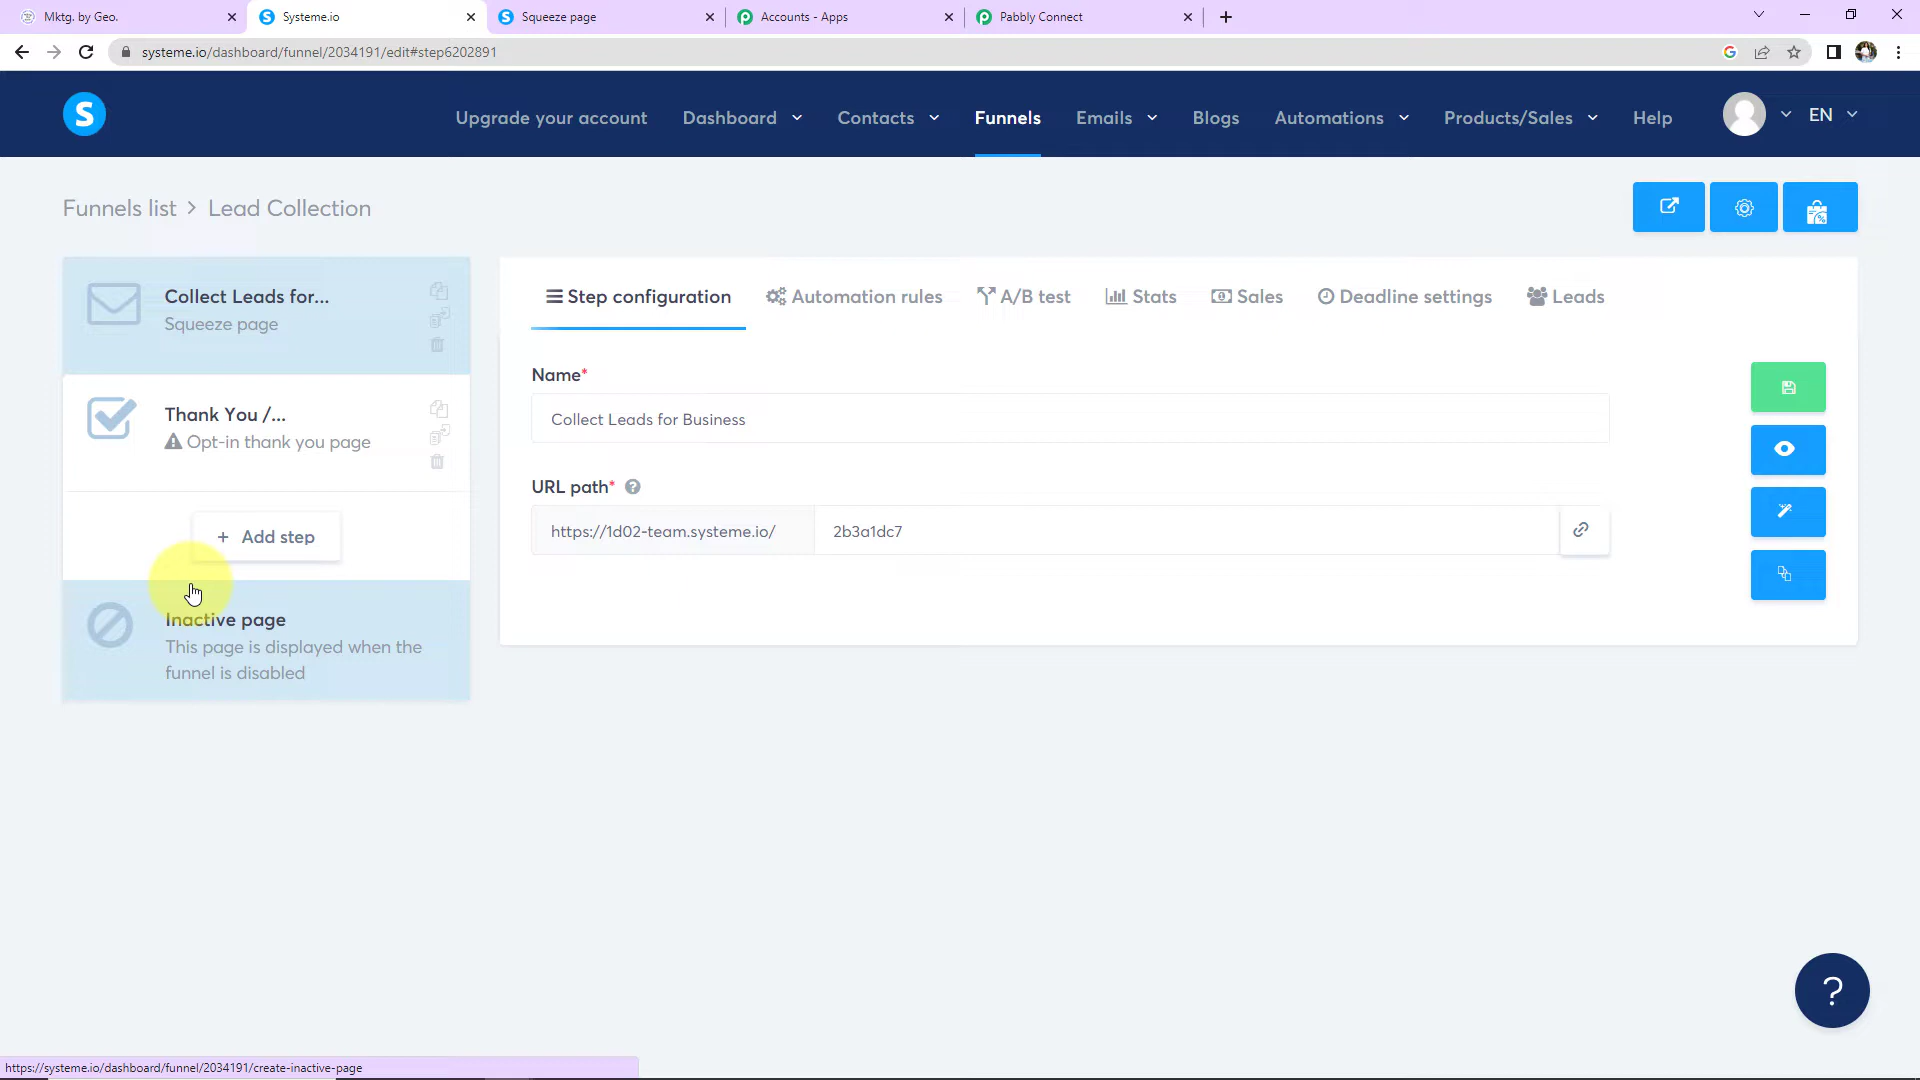 Mktg. by Geo.
Systeme.io
Squeeze page
Accounts - Apps
Pabbly Connect
systeme.io/dashboard/funnel/2034191/edit#step6202891
S
Upgrade your account
Dashboard
Contacts
Funnels
Emails
Blogs
Automations
Products/Sales
Help
EN
Funnels list > Lead Collection
Collect Leads for...
Squeeze page
Thank You /...
Opt-in thank you page
+ Add step
Inactive page
This page is displayed when the
funnel is disabled
Step configuration
Automation rules
A/B test
Stats
Sales
Deadline settings
Leads
Name*
Collect Leads for Business
URL path* ?
https://1d02-team.systeme.io/
2b3a1dc7
?
https://systeme.io/dashboard/funnel/2034191/create-inactive-page